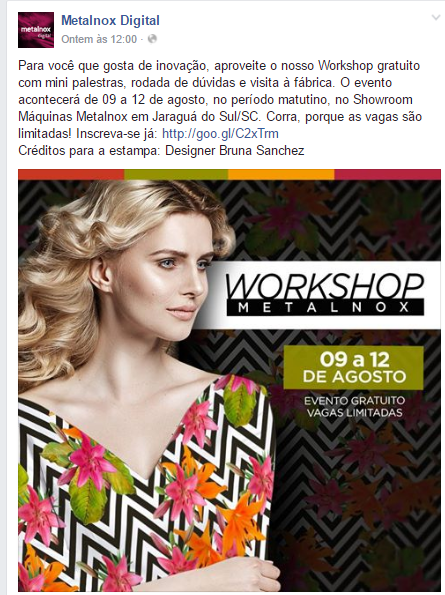 metalnox
digital
Metalnox Digital
Ontem às 12:00 ·
Para você que gosta de inovação, aproveite o nosso Workshop gratuito
com mini palestras, rodada de dúvidas e visita à fábrica. O evento
acontecerá de 09 a 12 de agosto, no período matutino, no Showroom
Máquinas Metalnox em Jaraguá do Sul/SC. Corra, porque as vagas são
limitadas! Inscreva-se já: http://goo.gl/C2xTrm
Créditos para a estampa: Designer Bruna Sanchez
WORKSHOP
METALNOX
09 a 12
DE AGOSTO
EVENTO GRATUITO
VAGAS LIMITADAS